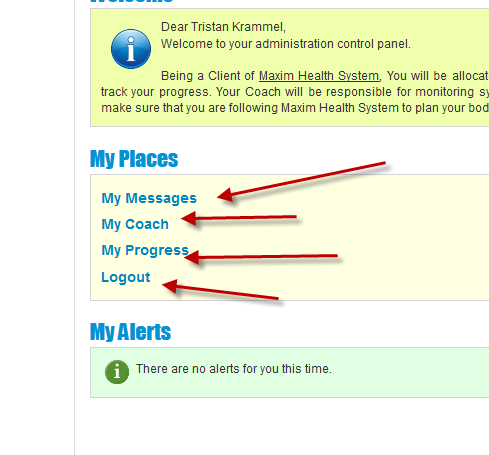 Welcome
Dear Tristan Krammel,
Welcome to your administration control panel.
Being a Client of Maxim Health System, You will be allocat
track your progress. Your Coach will be responsible for monitoring sy
make sure that you are following Maxim Health System to plan your bod
My Places
My Messages
My Coach
My Progress
Logout
My Alerts
There are no alerts for you this time.